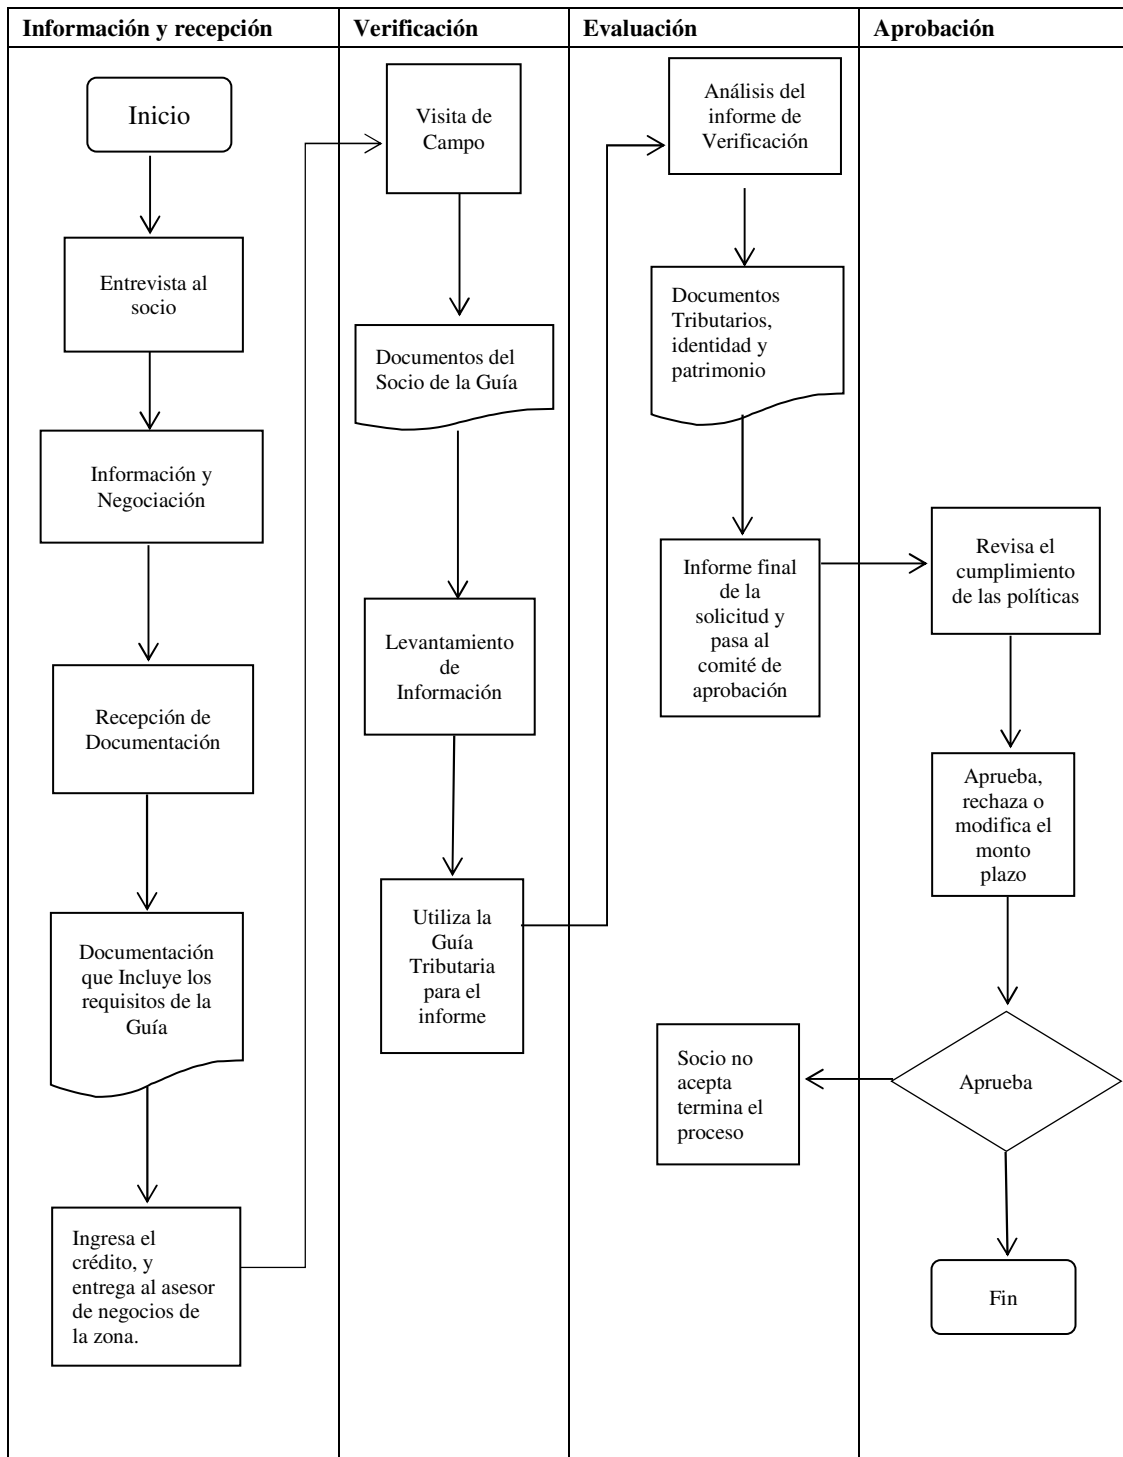 Información y recepción
Verificación
Evaluación
Aprobación
Inicio
Entrevista al
socio
Información y
Negociación
Recepción de
Documentación
Documentación
que Incluye los
requisitos de la
Guía
Ingresa el
crédito, y
entrega al asesor
de negocios de
la zona.
Visita de
Campo
Documentos del
Socio de la Guía
Levantamiento
de
Información
Utiliza la
Guía
Tributaria
para el
informe
Análisis del
informe de
Verificación
Documentos
Tributarios,
identidad y
patrimonio
Informe final
de la
solicitud y
pasa al
comité de
aprobación
Revisa el
cumplimiento
de las políticas
Aprueba,
rechaza o
modifica el
monto
plazo
Aprueba
Socio no
acepta
termina el
proceso
Fin